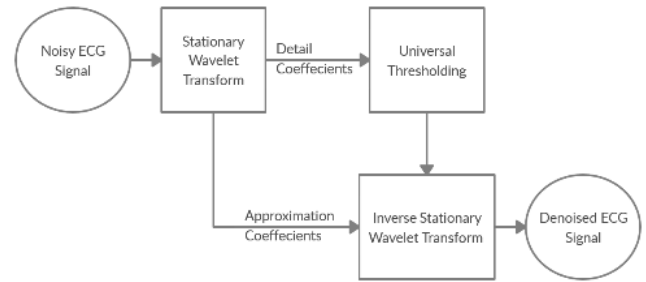 Noisy ECG
Signal
Stationary
Wavelet
Transform
Detail
Coeffecients
Universal
Thresholding
Approximation
Coeffecients
Inverse Stationary
Wavelet Transform
Denoised ECG
Signal